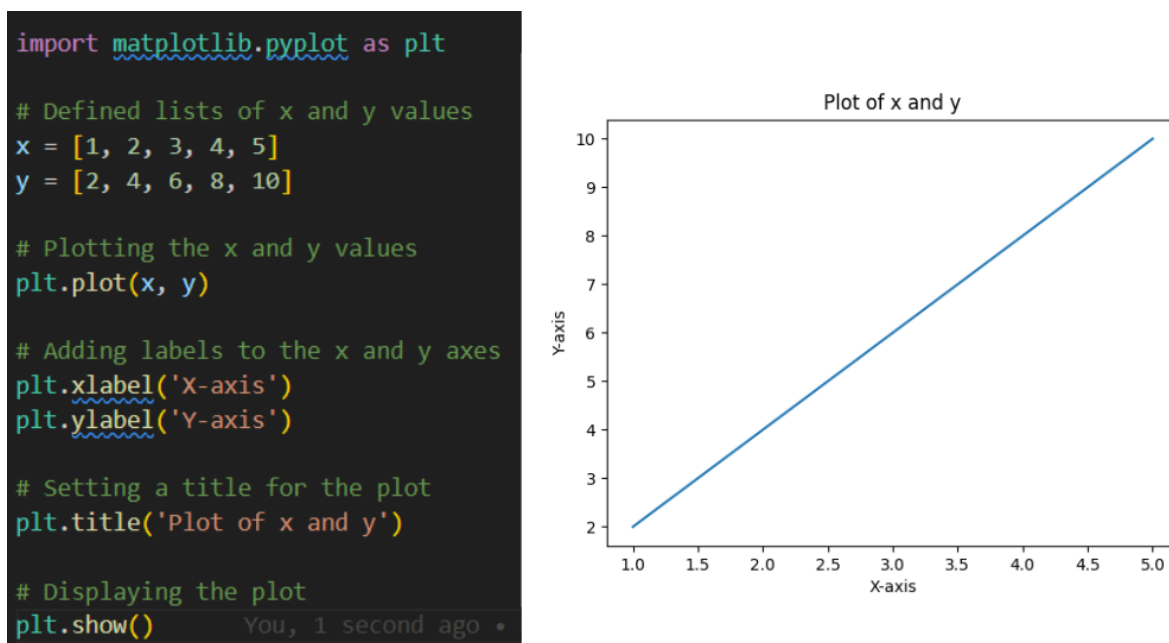 import matplotlib.pyplot as plt
# Defined lists of x and y values
x = [1, 2, 3, 4, 5]
y = [2, 4, 6, 8, 10]
# Plotting the x and y values
plt.plot(x, y)
# Adding labels to the x and y axes
plt.xlabel('X-axis')
plt.ylabel('Y-axis')
# Setting a title for the plot
plt.title('Plot of x and y')
# Displaying the plot
plt.show() You, 1 second ago •
Plot of x and y
10
9
8
7
6
5
4
3
2
Y-axis
1.0 1.5 2.0 2.5 3.0 3.5 4.0 4.5 5.0
X-axis